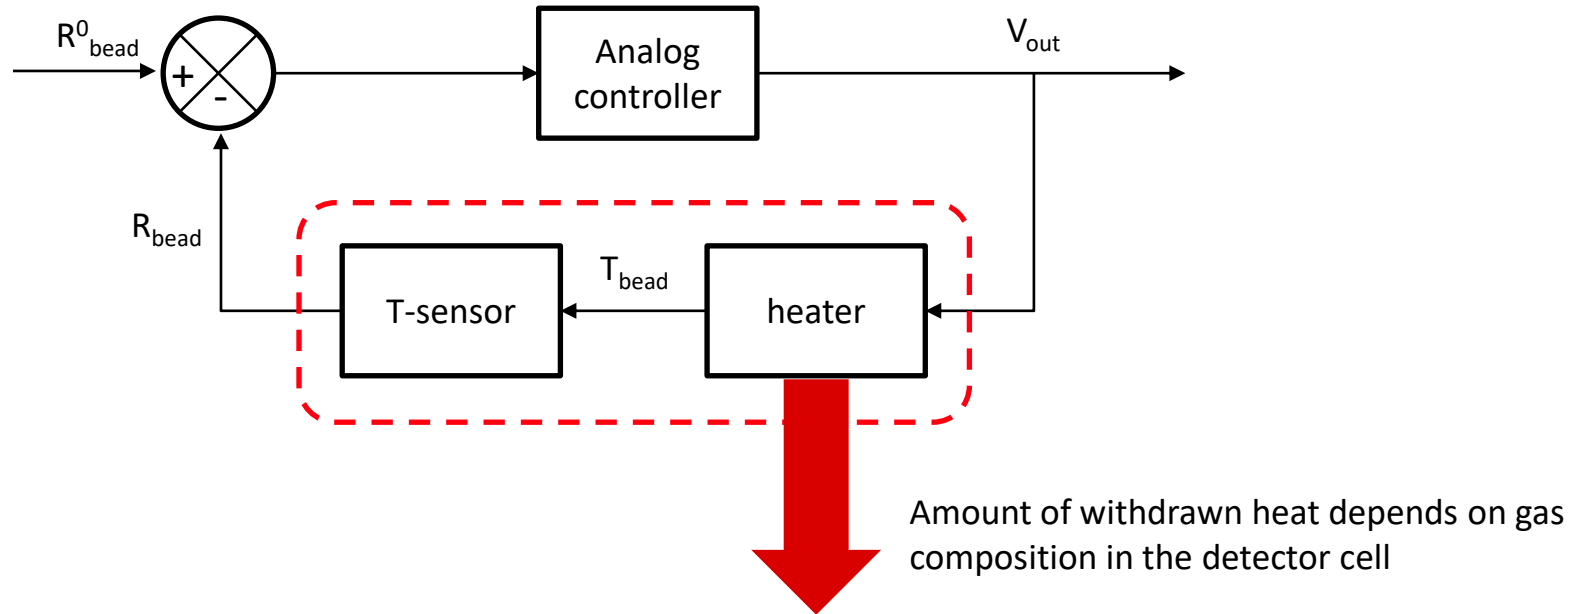 R⁰bead
+
-
Analog
controller
Vout
Rbead
T-sensor
Tbead
heater
Amount of withdrawn heat depends on gas
composition in the detector cell